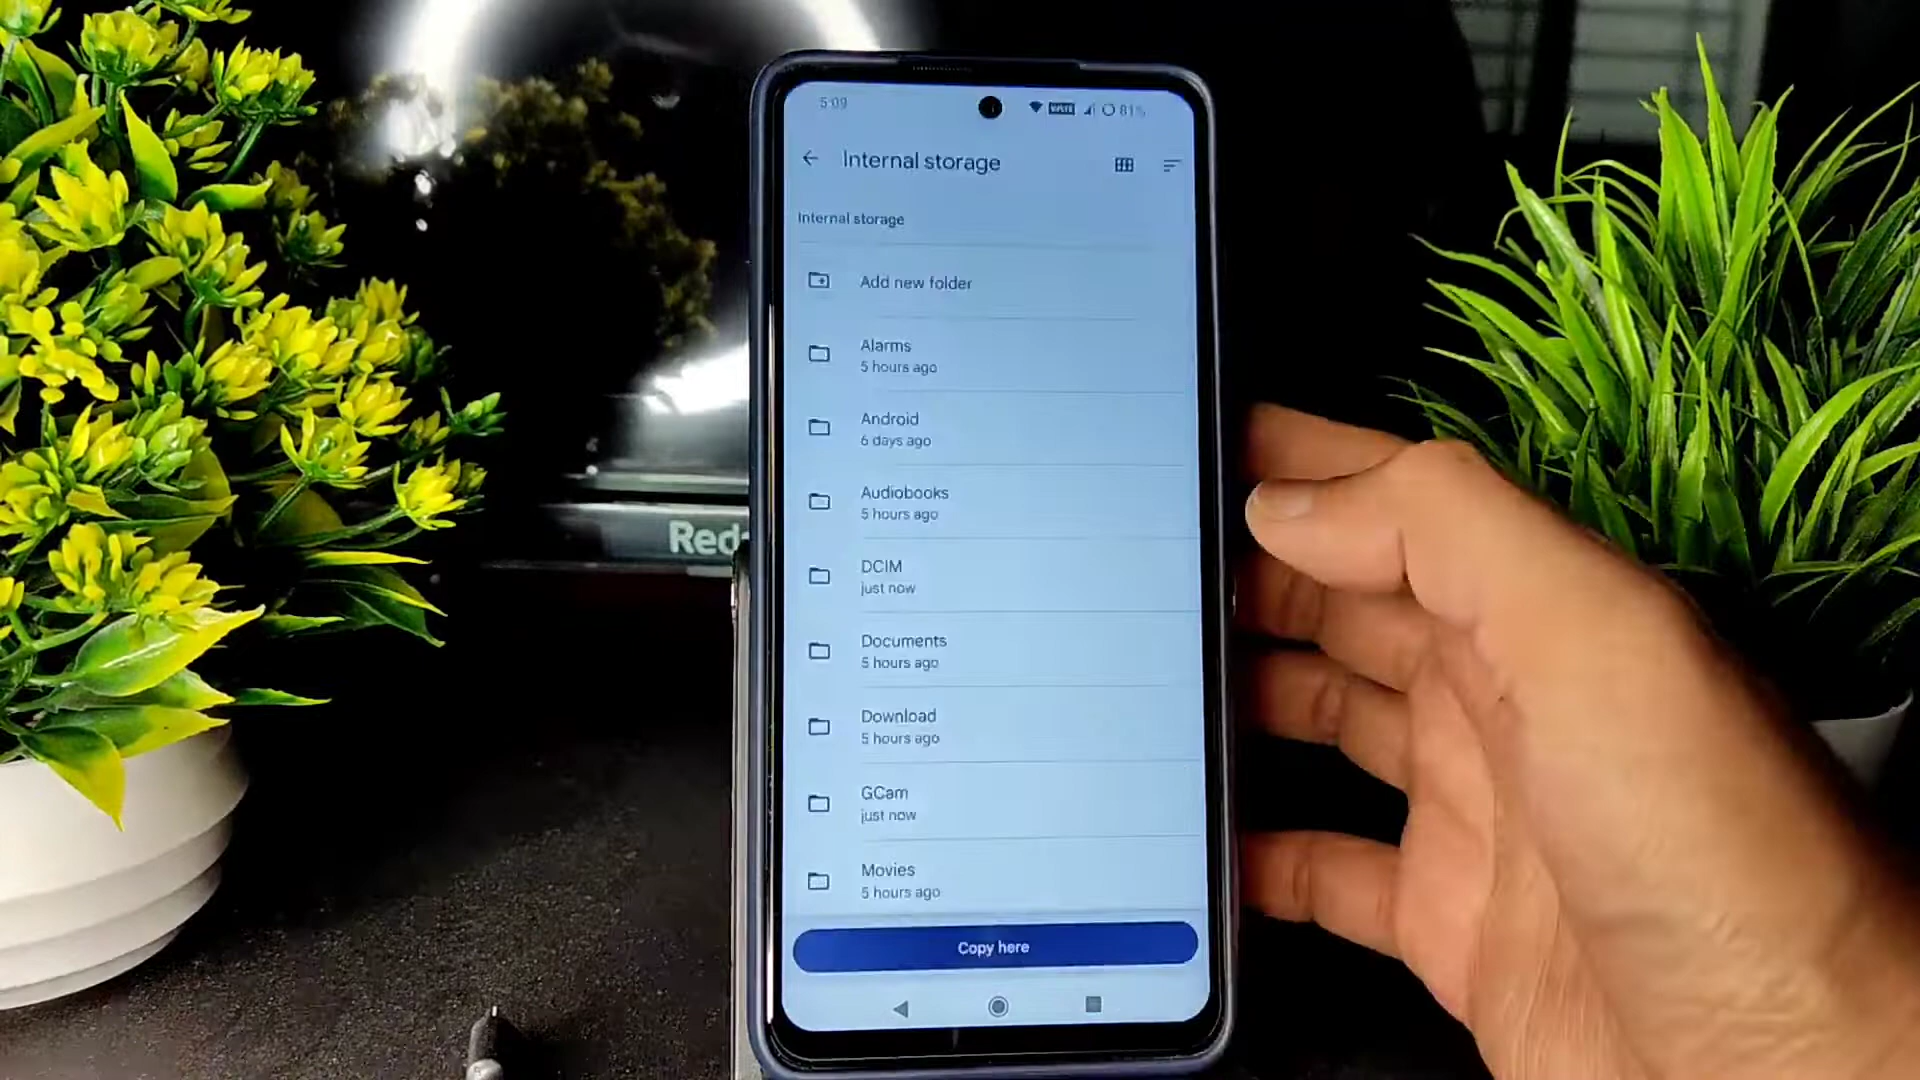 5:09
81%
Internal storage
Internal storage
Add new folder
Alarms
5 hours ago
Android
6 days ago
Audiobooks
5 hours ago
DCIM
just now
Documents
5 hours ago
Download
5 hours ago
GCam
just now
Movies
5 hours ago
Copy here
Red